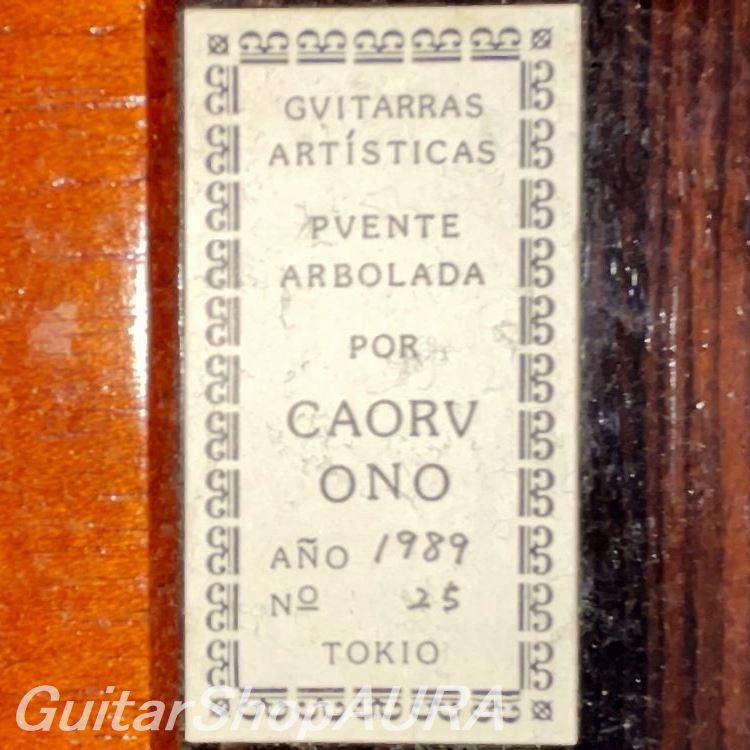 GVITARRAS
ARTÍSTICAS
PVENTE
ARBOLADA
POR
CAORV
ONO
AÑO 1989
Nº 25
TOKIO
GuitarShopAURA